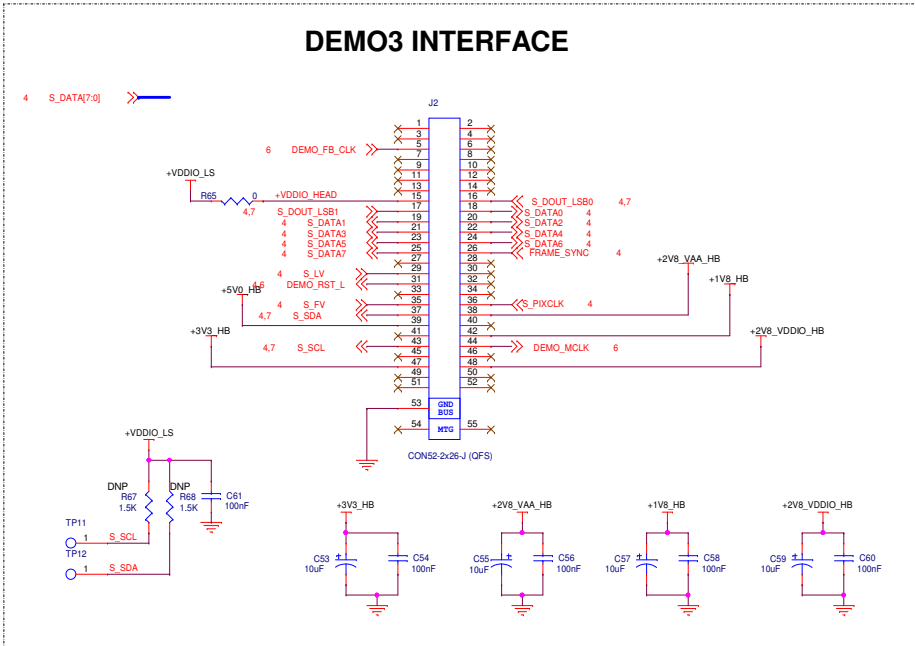 DEMO3 INTERFACE
4 S_DATA[7:0]
J2
1 2
3 4
6 DEMO_FB_CLK 5 6
7 8
9 10
+VDDIO_LS 11 12
13 14
R65 0 +VDDIO_HEAD 15 16 S_DOUT_LSB0 4,7
4,7 S_DOUT_LSB1 17 18 S_DATA0 4
4 S_DATA1 19 20 S_DATA2 4
4 S_DATA3 21 22 S_DATA4 4
4 S_DATA5 23 24 S_DATA6 4
4 S_DATA7 25 26 FRAME_SYNC 4
27 28 +2V8_VAA_HB
4 S_LV 29 30
4,6 DEMO_RST_L 31 32 +1V8_HB
+5V0_HB 33 34
4 S_FV 35 36 S_PIXCLK 4
4,7 S_SDA 37 38
39 40
+3V3_HB 41 42 +2V8_VDDIO_HB
4,7 S_SCL 43 44 DEMO_MCLK 6
45 46
47 48
49 50
51 52
53 GND
BUS
54 MTG 55
CON52-2x26-J (QFS)
+VDDIO_LS
DNP DNP
R67 R68 C61
1.5K 1.5K 100nF
TP11
1 S_SCL
TP12
1 S_SDA
+3V3_HB +2V8_VAA_HB +1V8_HB +2V8_VDDIO_HB
C53 + C54 C55 + C56 C57 + C58 C59 + C60
10uF 100nF 10uF 100nF 10uF 100nF 10uF 100nF